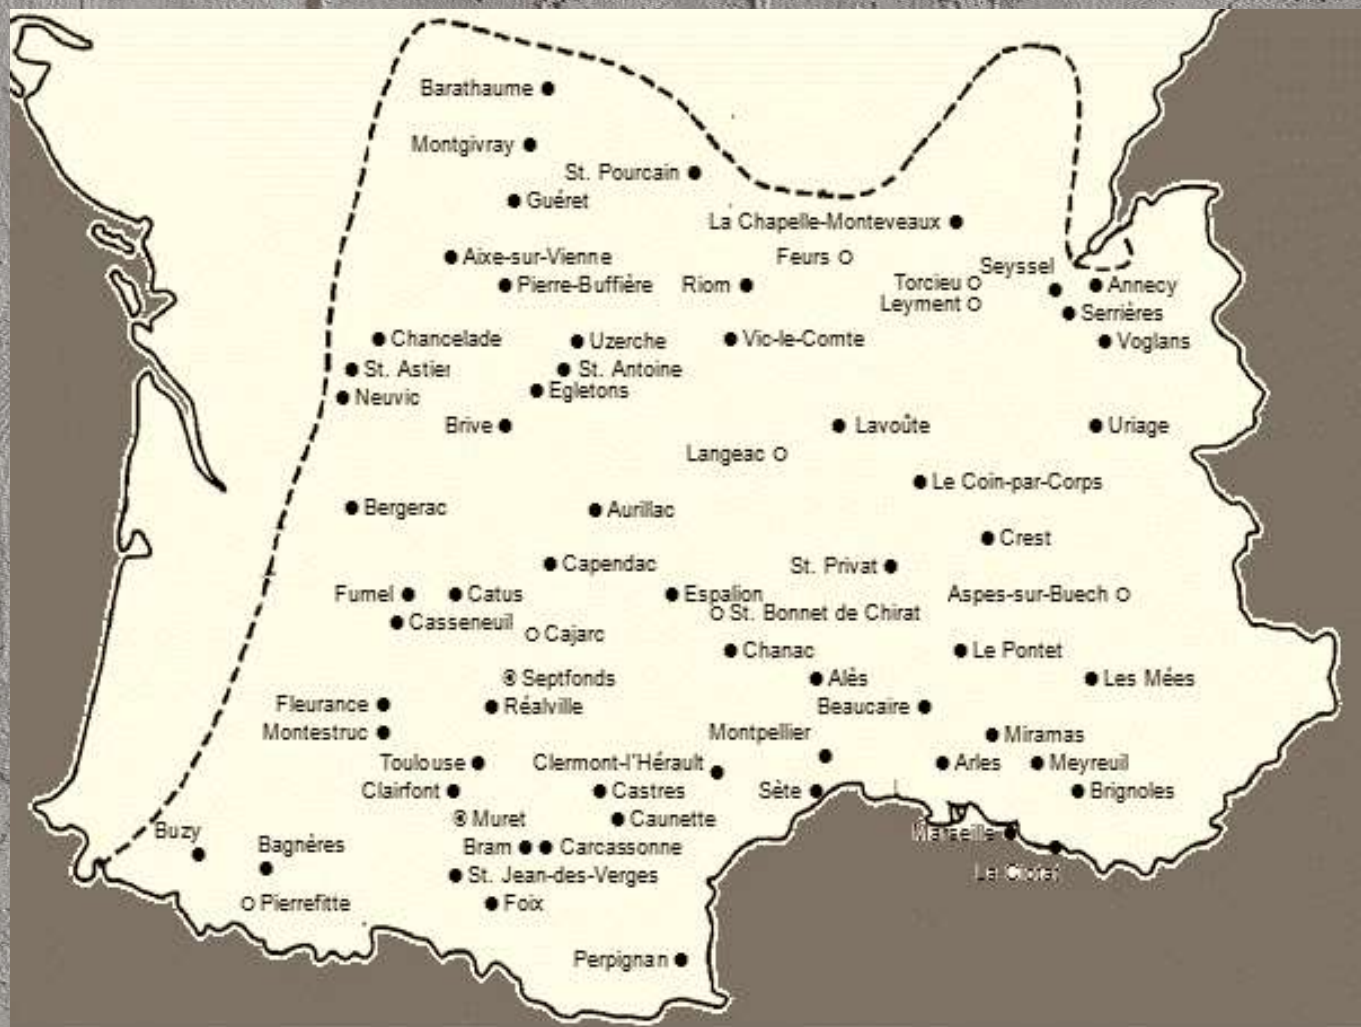 Barathaume
Montgivray
St. Pourcain
Guéret
La Chapelle-Monteveaux
Aixe-sur-Vienne
Feurs
Seyssel
Pierre-Buffière
Riom
Torcieu
Annecy
Leyment
Serrières
Chancelade
Uzerche
Vic-le-Comte
Voglans
St. Astier
St. Antoine
Neuvic
Egletons
Brive
Lavoûte
Uriage
Langeac
Le Coin-par-Corps
Bergerac
Aurillac
Crest
Capendac
St. Privat
Fumel
Catus
Espalion
Aspes-sur-Buech
St. Bonnet de Chirat
Casseneuil
Cajarc
Chanac
Le Pontet
Septfonds
Alès
Les Mées
Fleurance
Réalville
Beaucaire
Montestruc
Montpellier
Miramas
Toulouse
Clermont-l'Hérault
Arles
Meyreuil
Clairfont
Castres
Sète
Brignoles
Muret
Caunette
Buzy
Marseille
Bagnères
Bram
Carcassonne
La Ciotat
St. Jean-des-Verges
Pierrefitte
Foix
Perpignan